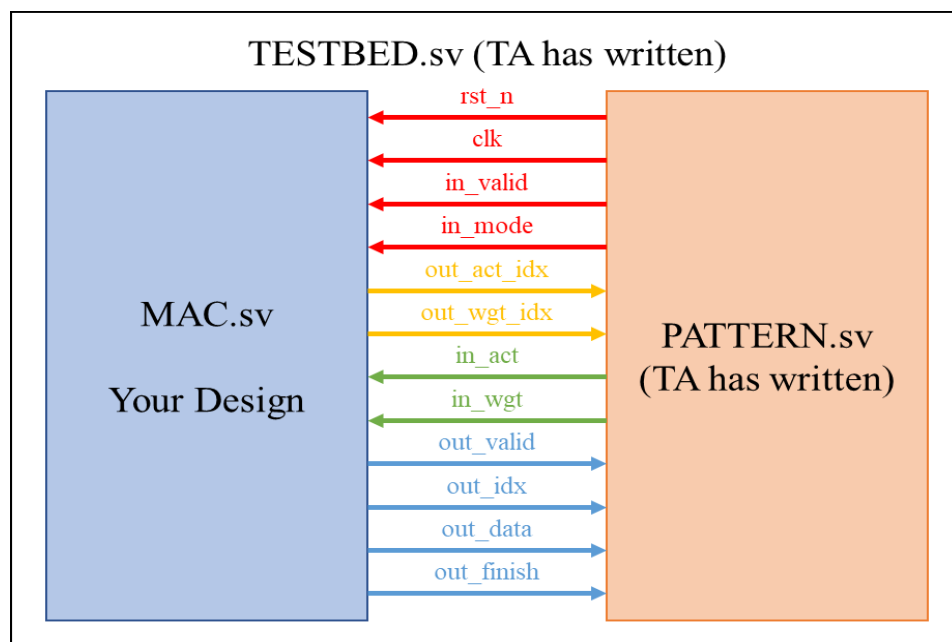 TESTBED.sv (TA has written)
rst_n
clk
in_valid
in_mode
out_act_idx
out_wgt_idx
in_act
in_wgt
out_valid
out_idx
out_data
out_finish
MAC.sv
Your Design
PATTERN.sv
(TA has written)